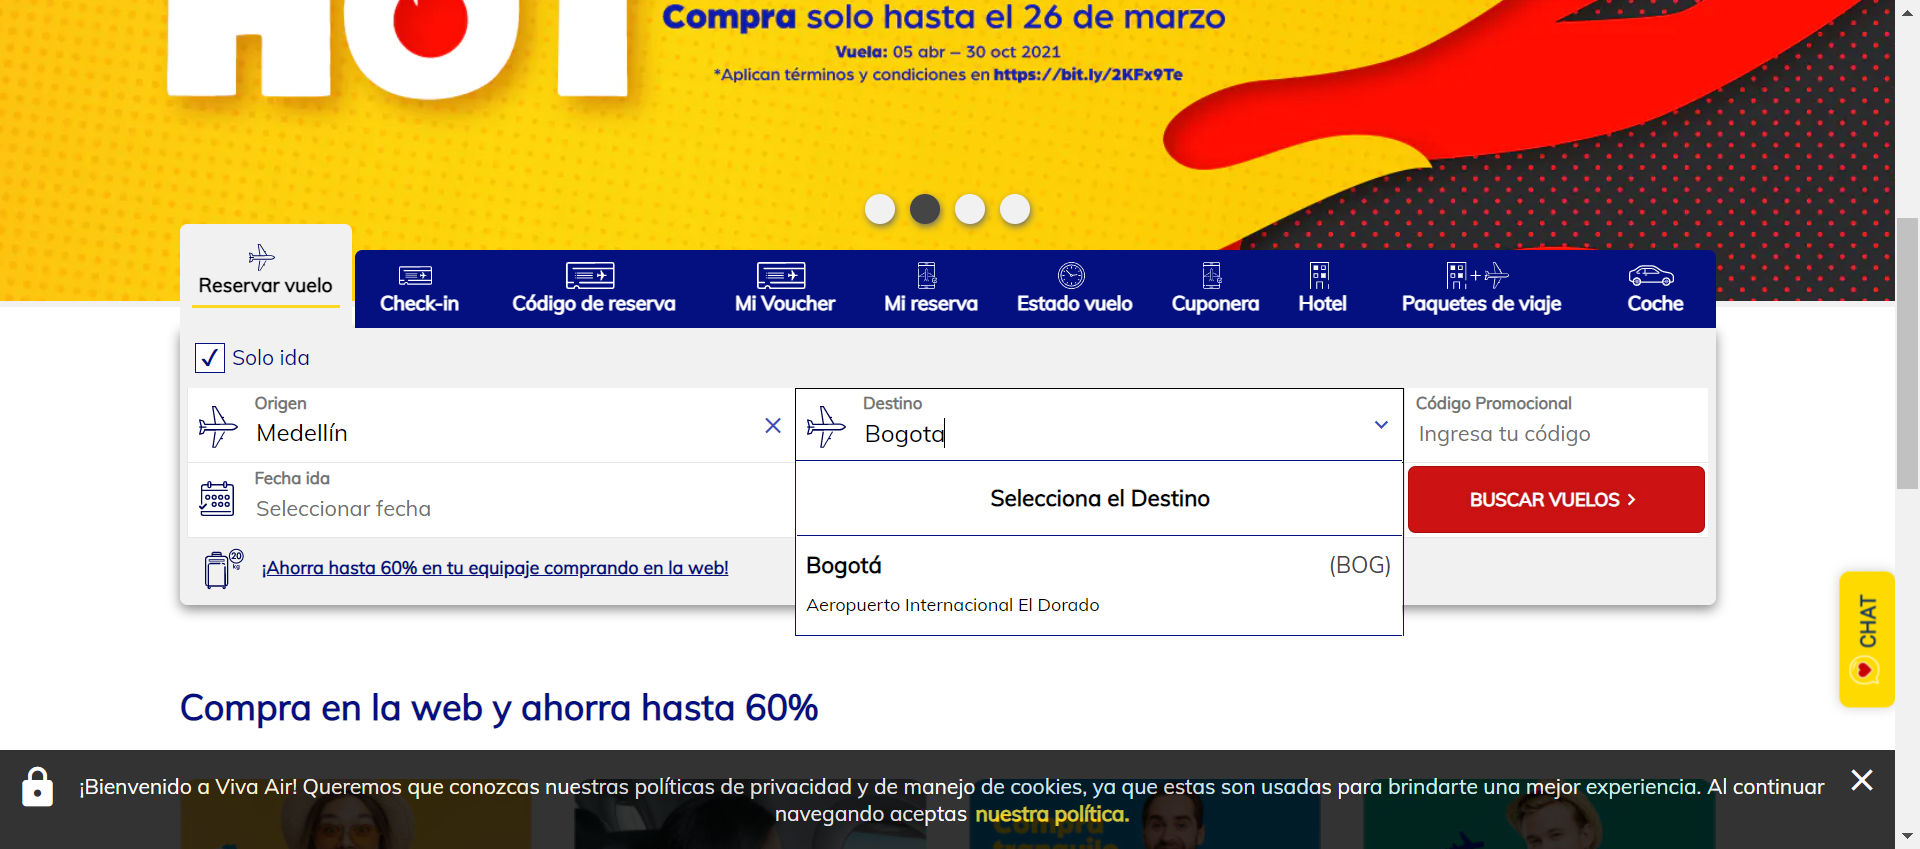 HOT
Compra solo hasta el 26 de marzo
Vuela: 05 abr – 30 oct 2021
*Aplican términos y condiciones en https://bit.ly/2KFx9Te
Reservar vuelo
Check-in
Código de reserva
Mi Voucher
Mi reserva
Estado vuelo
Cuponera
Hotel
Paquetes de viaje
Coche
Solo ida
Origen
Medellín
Destino
Bogota
Código Promocional
Ingresa tu código
Fecha ida
Seleccionar fecha
Selecciona el Destino
BUSCAR VUELOS
Bogotá (BOG)
Aeropuerto Internacional El Dorado
20 kg
¡Ahorra hasta 60% en tu equipaje comprando en la web!
CHAT
Compra en la web y ahorra hasta 60%
¡Bienvenido a Viva Air! Queremos que conozcas nuestras políticas de privacidad y de manejo de cookies, ya que estas son usadas para brindarte una mejor experiencia. Al continuar
navegando aceptas nuestra política.
Compra
tranquilo